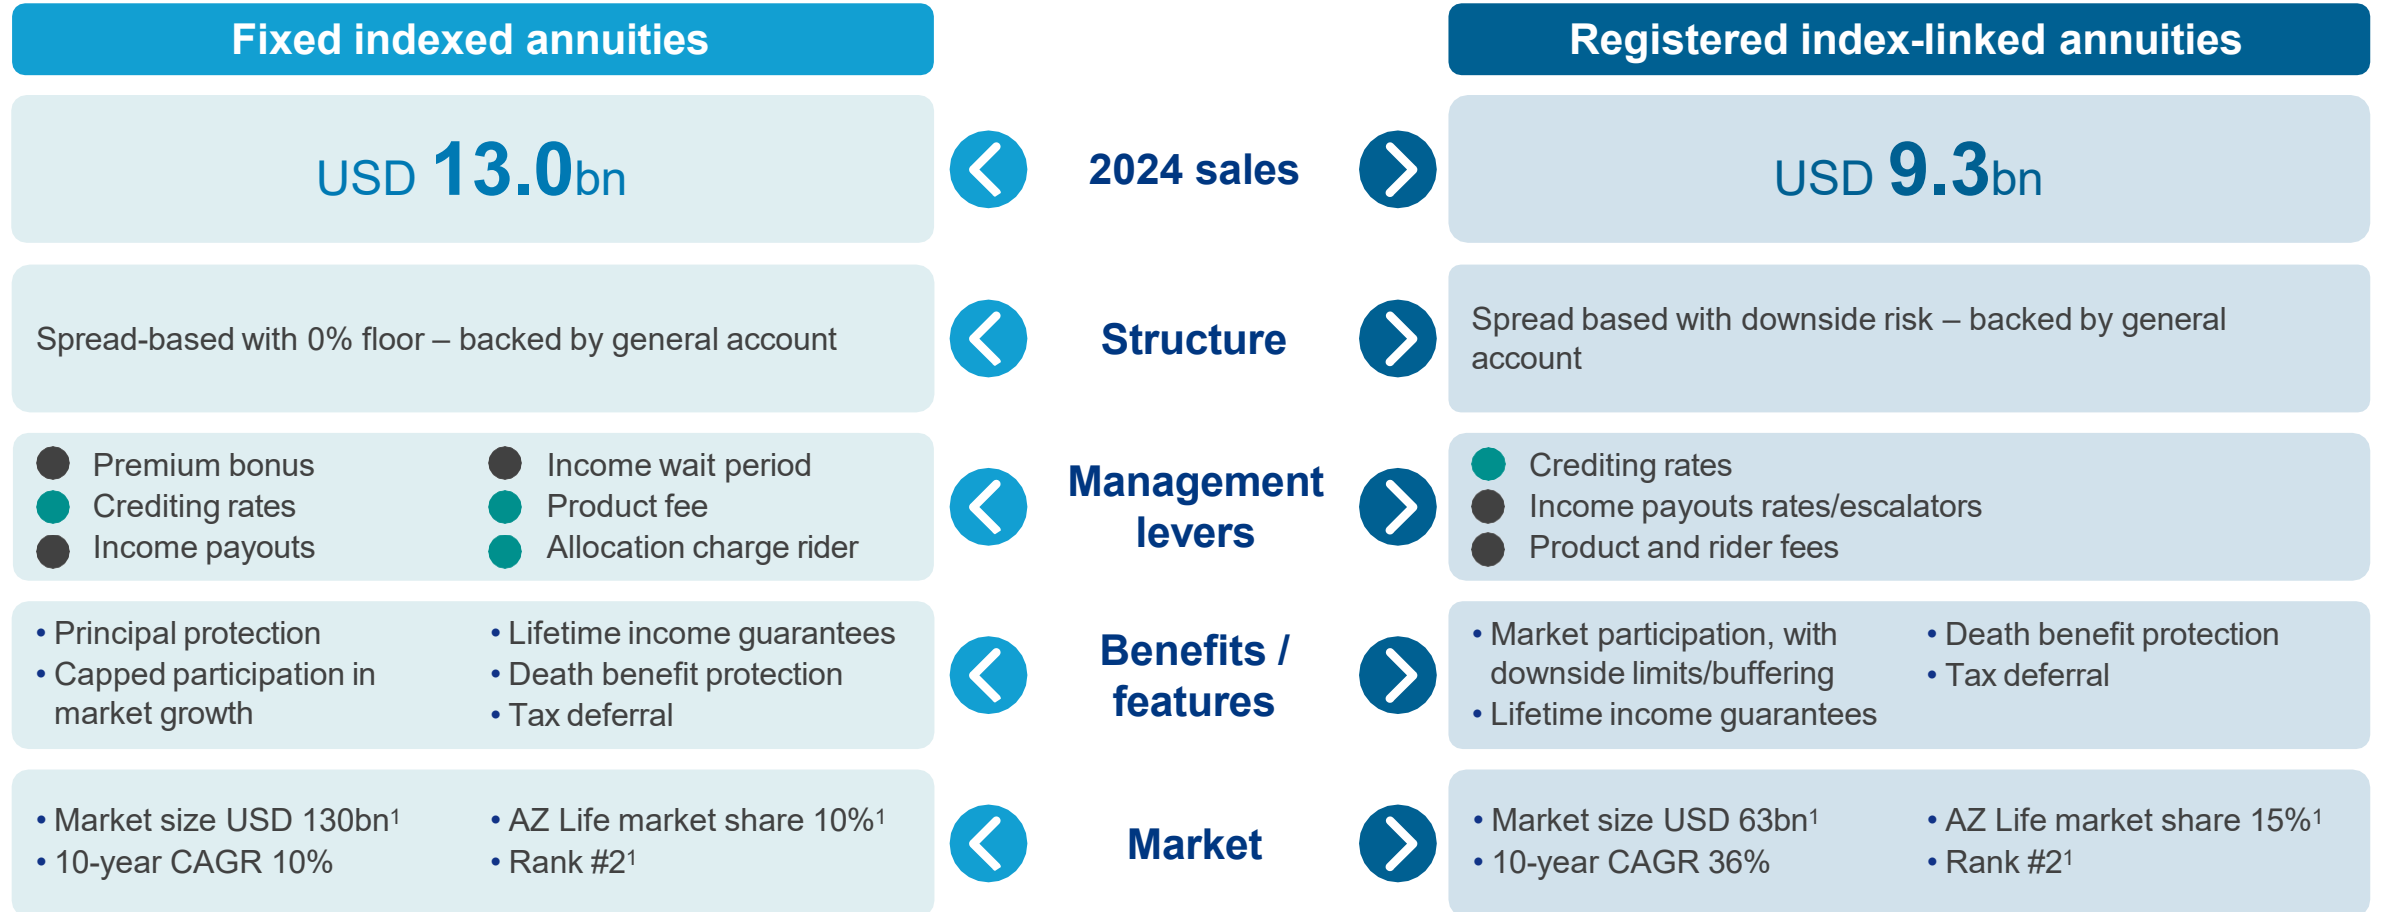 Fixed indexed annuities
Registered index-linked annuities
USD 13.0bn
2024 sales
USD 9.3bn
Spread-based with 0% floor – backed by general account
Structure
Spread based with downside risk – backed by general
account
Premium bonus
Crediting rates
Income payouts
Income wait period
Product fee
Allocation charge rider
Management
levers
Crediting rates
Income payouts rates/escalators
Product and rider fees
• Principal protection
• Capped participation in
market growth
• Lifetime income guarantees
• Death benefit protection
• Tax deferral
Benefits /
features
• Market participation, with
downside limits/buffering
• Lifetime income guarantees
• Death benefit protection
• Tax deferral
• Market size USD 130bn¹
• 10-year CAGR 10%
• AZ Life market share 10%¹
• Rank #2¹
Market
• Market size USD 63bn¹
• 10-year CAGR 36%
• AZ Life market share 15%¹
• Rank #2¹